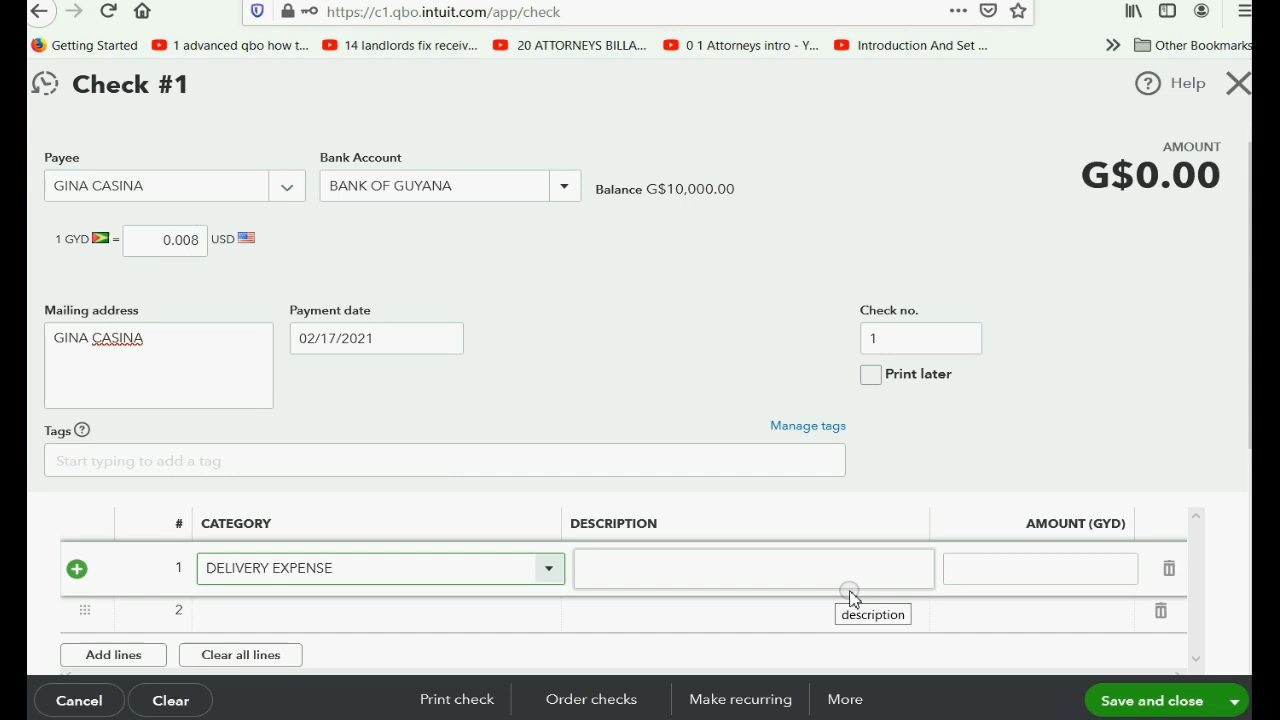 https://c1.qbo.intuit.com/app/check
Getting Started 1 advanced qbo how t... 14 landlords fix receiv... 20 ATTORNEYS BILLA... 0 1 Attorneys intro - Y... Introduction And Set ... Other Bookmarks
Check #1 Help
AMOUNT
G$0.00
Payee Bank Account
GINA CASINA BANK OF GUYANA Balance G$10,000.00
1 GYD = 0.008 USD
Mailing address Payment date Check no.
GINA CASINA 02/17/2021 1
Print later
Tags Manage tags
Start typing to add a tag
# CATEGORY DESCRIPTION AMOUNT (GYD)
1 DELIVERY EXPENSE
2
description
Add lines Clear all lines
Cancel Clear Print check Order checks Make recurring More Save and close